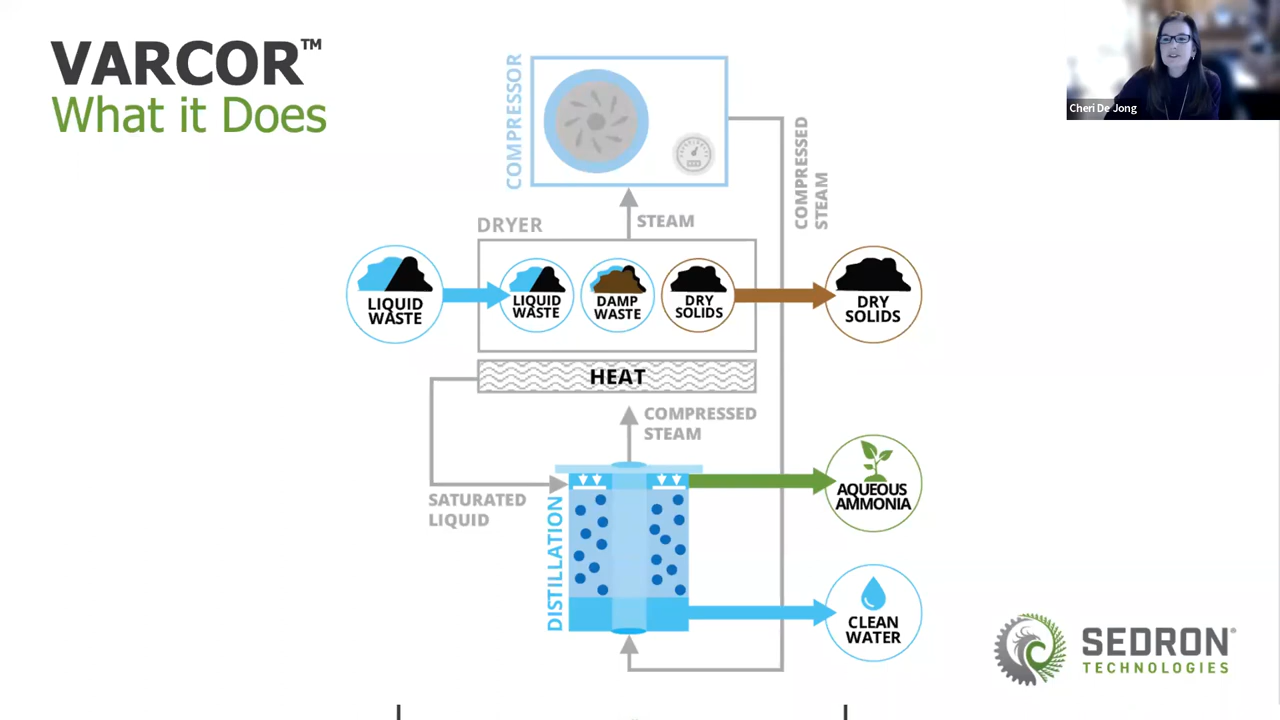 VARCOR™
What it Does
Cheri De Jong
COMPRESSOR
COMPRESSED
STEAM
STEAM
DRYER
LIQUID
WASTE
LIQUID
WASTE
DAMP
WASTE
DRY
SOLIDS
DRY
SOLIDS
HEAT
COMPRESSED
STEAM
SATURATED
LIQUID
DISTILLATION
AQUEOUS
AMMONIA
CLEAN
WATER
SEDRON®
TECHNOLOGIES